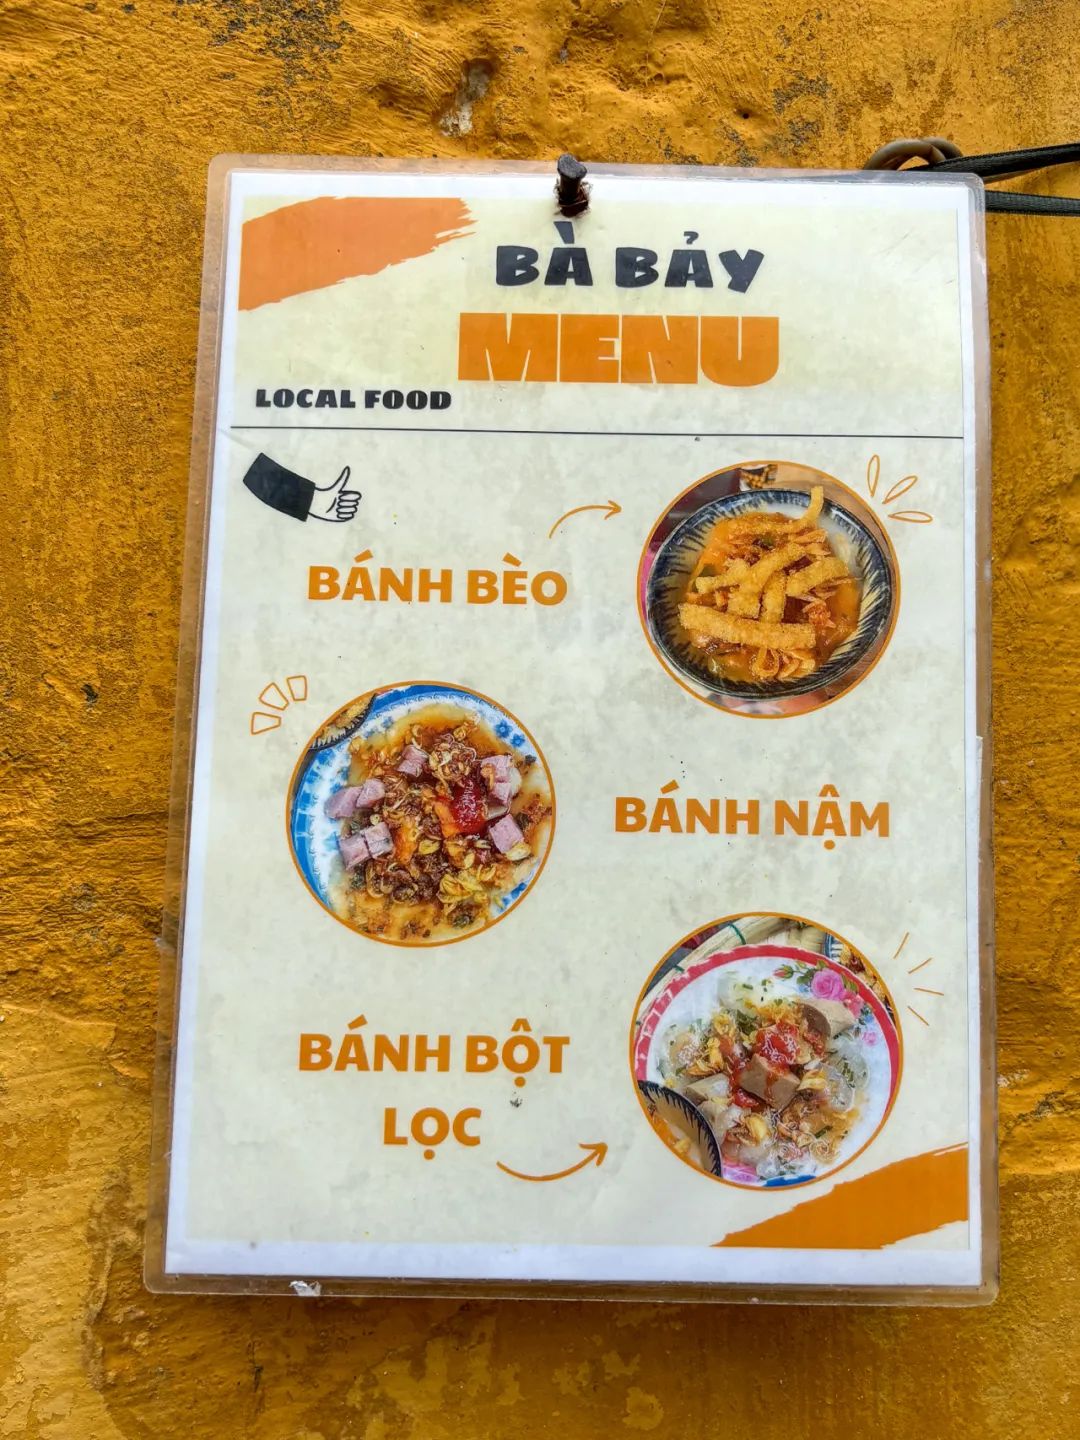 BÀ BẢY
MENU
LOCAL FOOD
BÁNH BÈO
BÁNH NẬM
BÁNH BỘT
LỌC